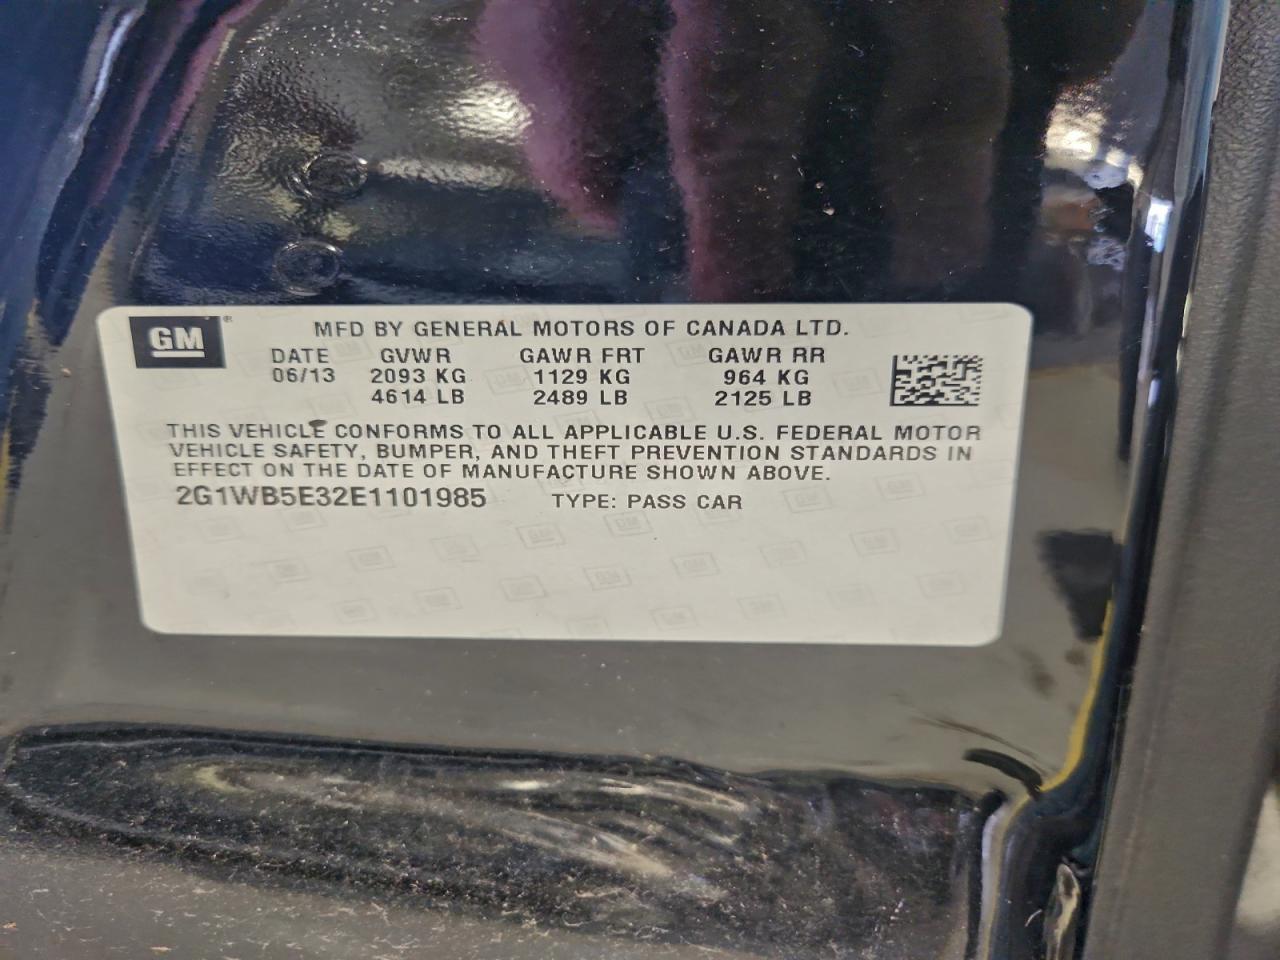 GM® MFD BY GENERAL MOTORS OF CANADA LTD.
DATE GVWR GAWR FRT GAWR RR
06/13 2093 KG 1129 KG 964 KG
4614 LB 2489 LB 2125 LB
THIS VEHICLE CONFORMS TO ALL APPLICABLE U.S. FEDERAL MOTOR
VEHICLE SAFETY, BUMPER, AND THEFT PREVENTION STANDARDS IN
EFFECT ON THE DATE OF MANUFACTURE SHOWN ABOVE.
2G1WB5E32E1101985 TYPE: PASS CAR